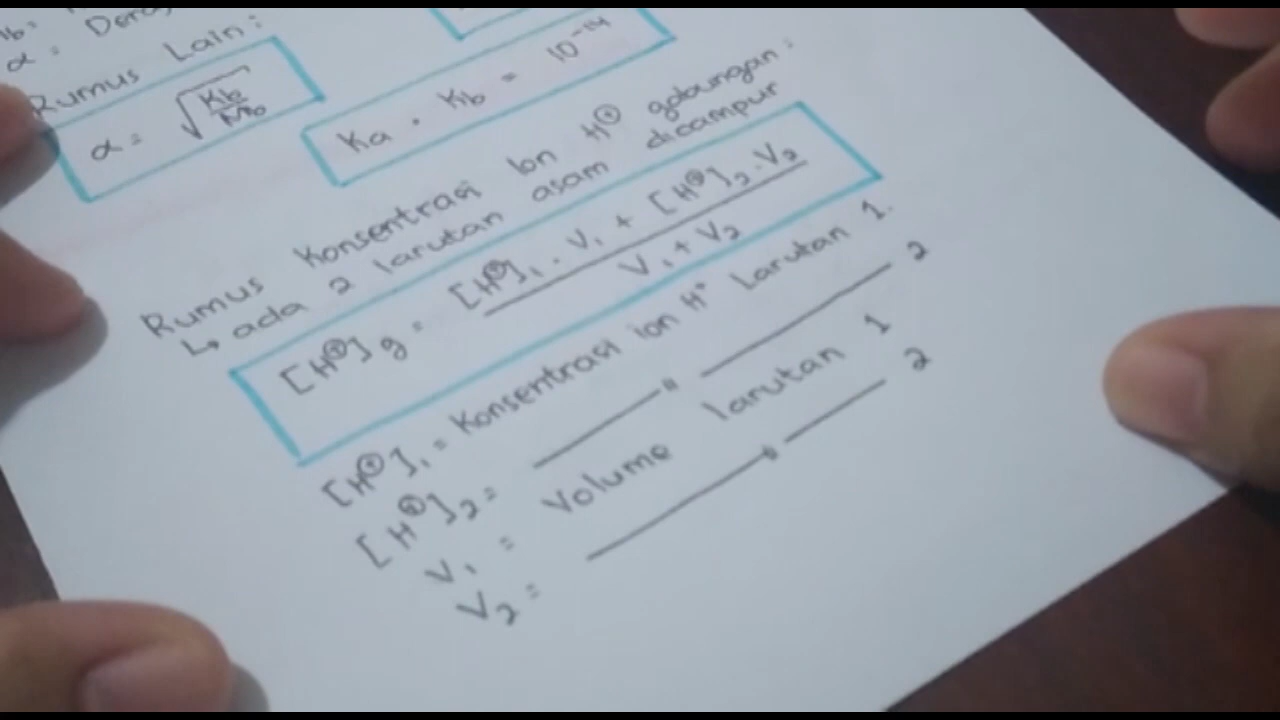 α = Dera
Rumus Lain :
α = √Kb/Mb
Ka . Kb = 10⁻¹⁴
Rumus Konsentrasi Ion H⊕ gabungan :
↳ ada 2 larutan asam dicampur
[H⊕]g = [H⊕]₁ . V₁ + [H⊕]₂ . V₂
V₁ + V₂
[H⊕]₁ = Konsentrasi ion H⁺ larutan 1.
[H⊕]₂ = ——— " ——— 2
V₁ = Volume larutan 1
V₂ = ——— " ——— 2